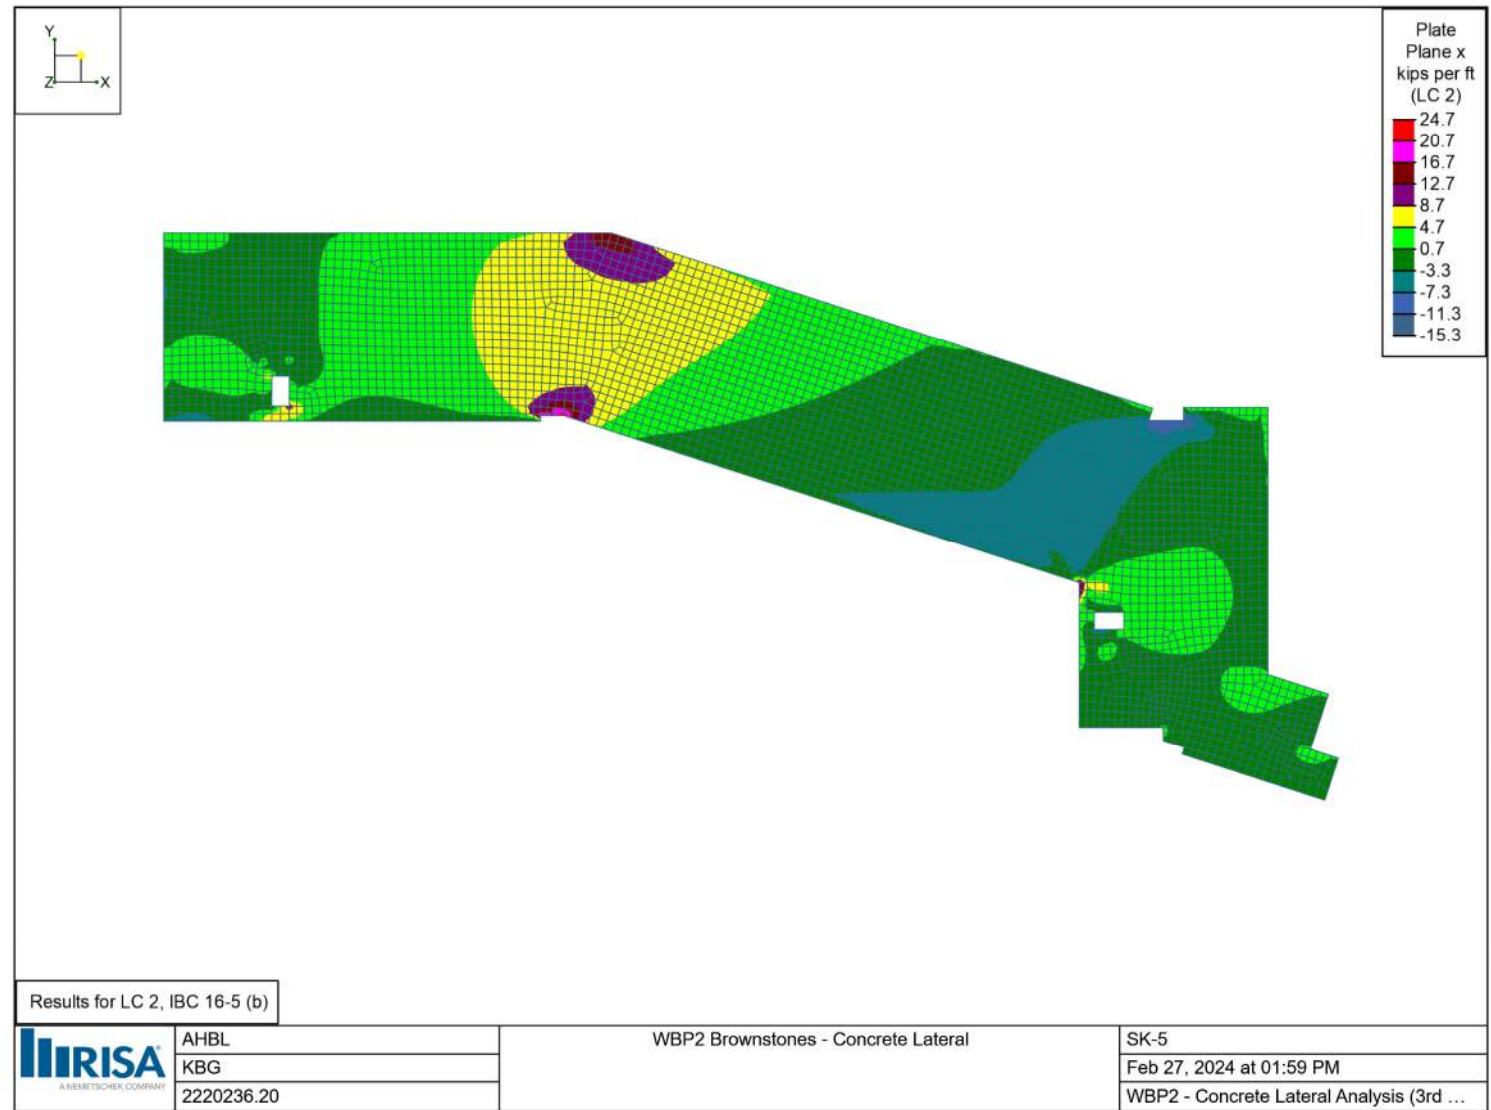 Y
Z
X
Plate
Plane x
kips per ft
(LC 2)
24.7
20.7
16.7
12.7
8.7
4.7
0.7
-3.3
-7.3
-11.3
-15.3
Results for LC 2, IBC 16-5 (b)
RISA
A NEMETSCHEK COMPANY
AHBL
KBG
2220236.20
WBP2 Brownstones - Concrete Lateral
SK-5
Feb 27, 2024 at 01:59 PM
WBP2 - Concrete Lateral Analysis (3rd ...